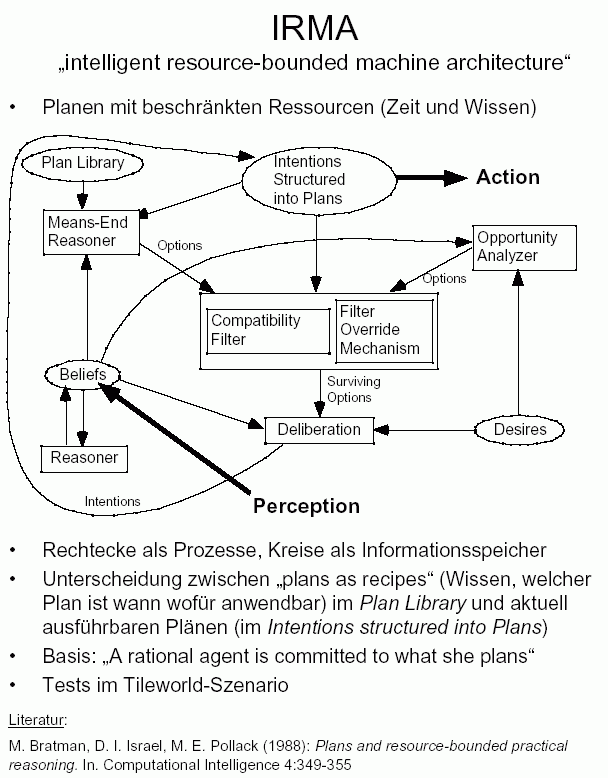 IRMA
„intelligent resource-bounded machine architecture“
• Planen mit beschränkten Ressourcen (Zeit und Wissen)
Plan Library
Intentions
Structured
into Plans
Action
Means-End
Reasoner
Options
Opportunity
Analyzer
Options
Compatibility
Filter
Filter
Override
Mechanism
Beliefs
Surviving
Options
Deliberation
Desires
Reasoner
Intentions
Perception
• Rechtecke als Prozesse, Kreise als Informationsspeicher
• Unterscheidung zwischen „plans as recipes“ (Wissen, welcher
Plan ist wann wofür anwendbar) im Plan Library und aktuell
ausführbaren Plänen (im Intentions structured into Plans)
• Basis: „A rational agent is committed to what she plans“
• Tests im Tileworld-Szenario
Literatur:
M. Bratman, D. I. Israel, M. E. Pollack (1988): Plans and resource-bounded practical
reasoning. In. Computational Intelligence 4:349-355